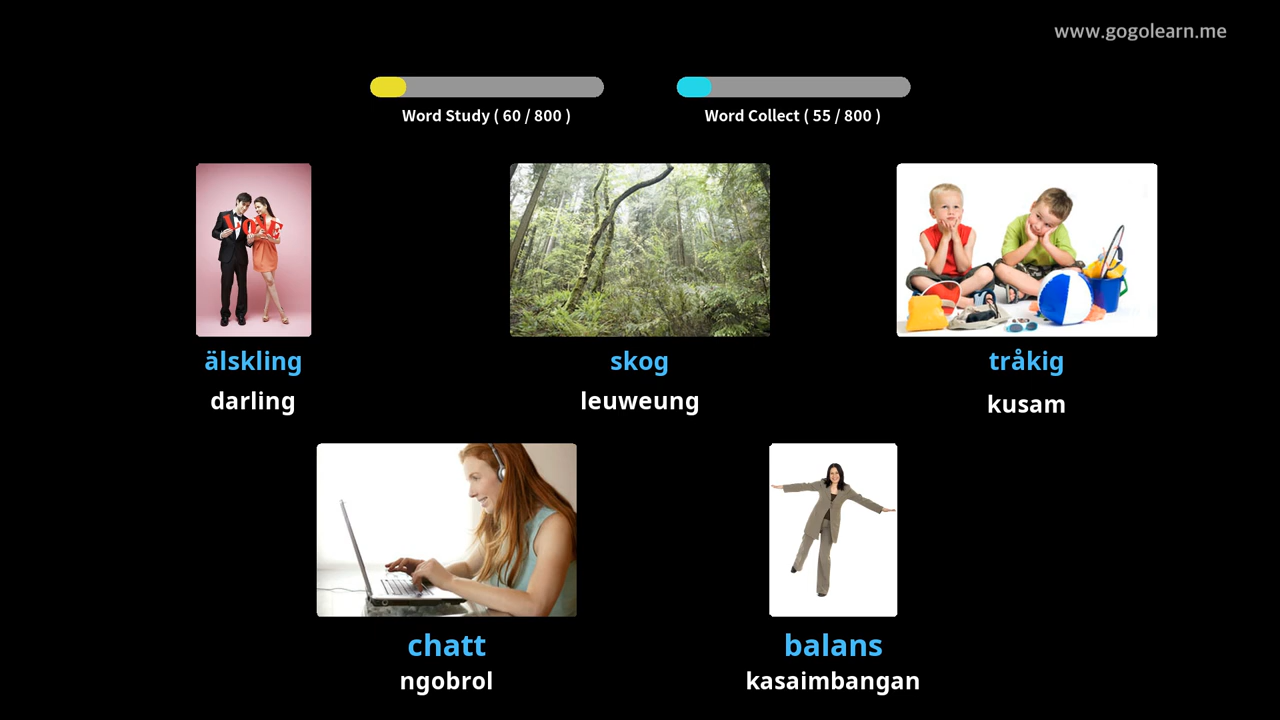 www.gogolearn.me
Word Study ( 60 / 800 )
Word Collect ( 55 / 800 )
älskling
darling
skog
leuweung
tråkig
kusam
chatt
ngobrol
balans
kasaimbangan